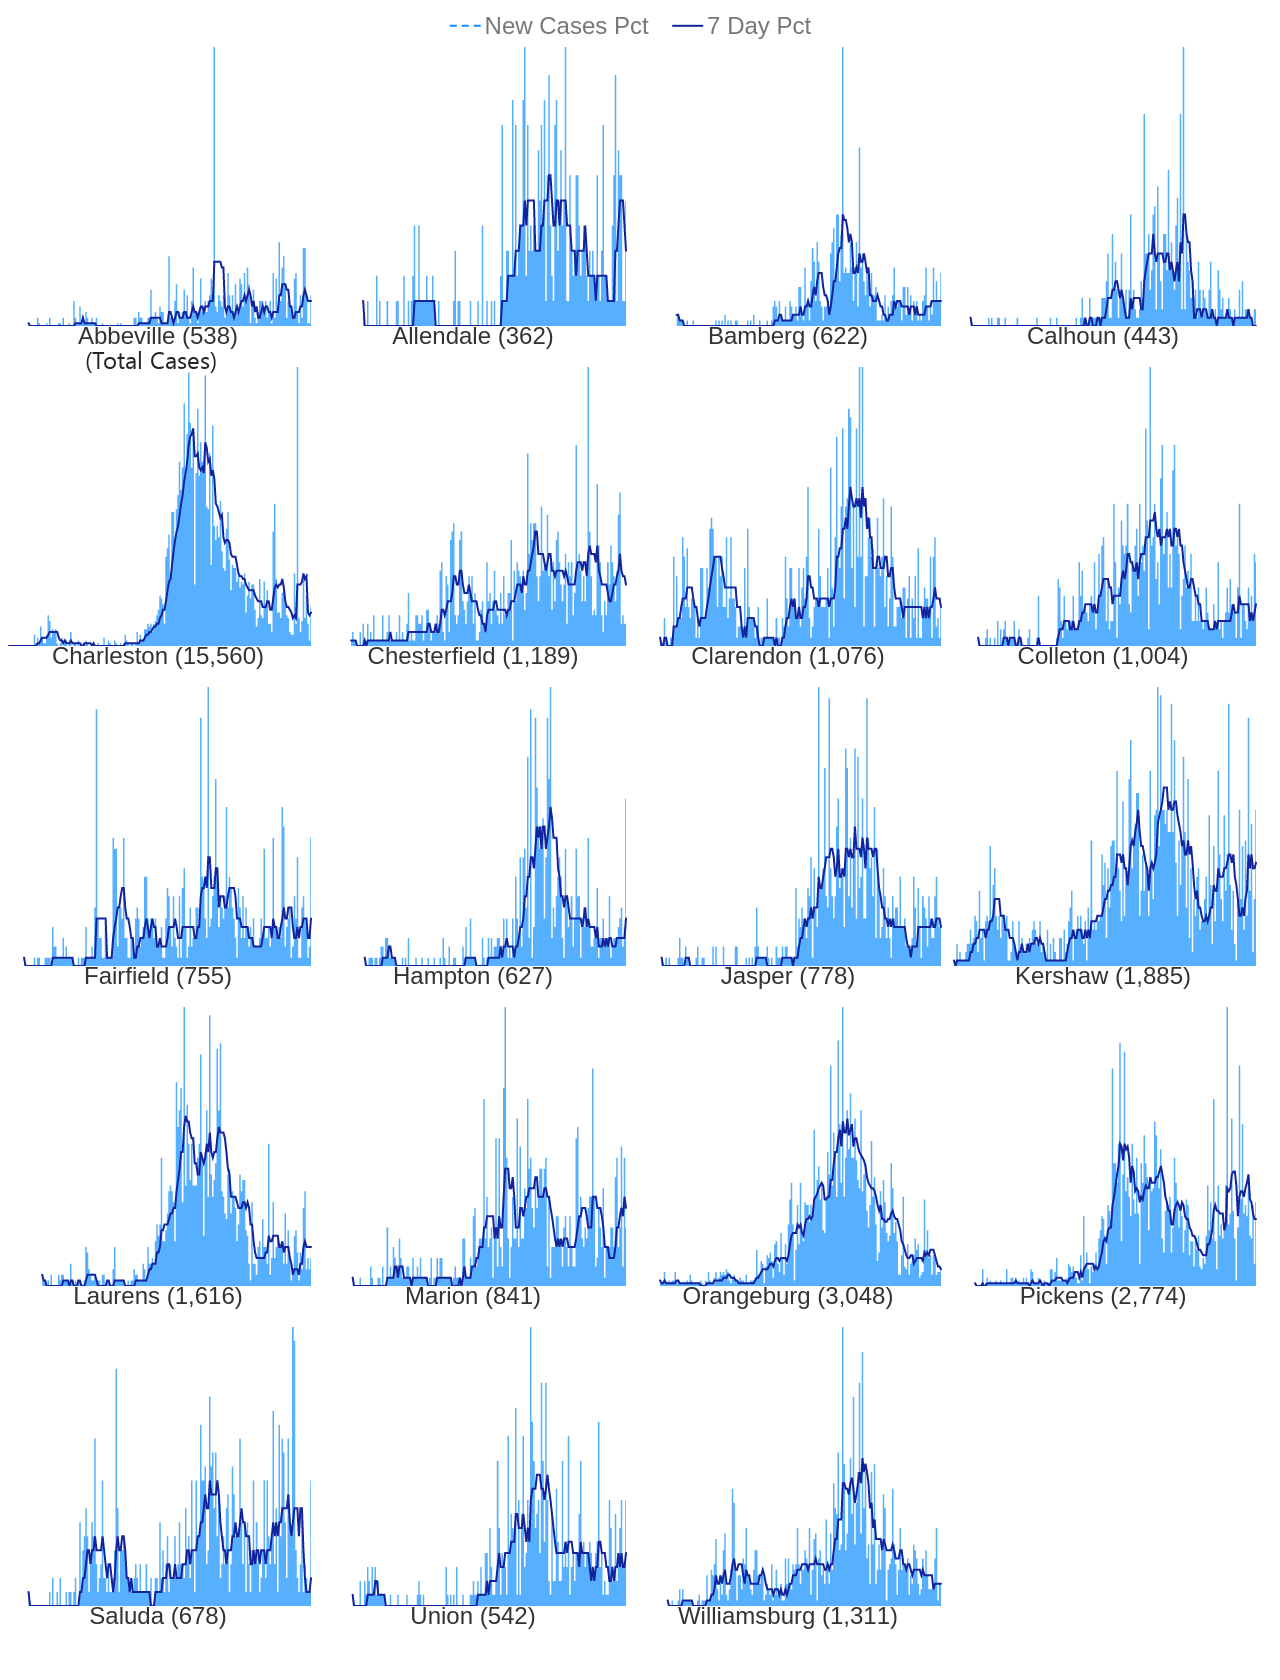 New Cases Pct 7 Day Pct
Abbeville (538) Allendale (362) Bamberg (622) Calhoun (443)
(Total Cases)
Charleston (15,560) Chesterfield (1,189) Clarendon (1,076) Colleton (1,004)
Fairfield (755) Hampton (627) Jasper (778) Kershaw (1,885)
Laurens (1,616) Marion (841) Orangeburg (3,048) Pickens (2,774)
Saluda (678) Union (542) Williamsburg (1,311)